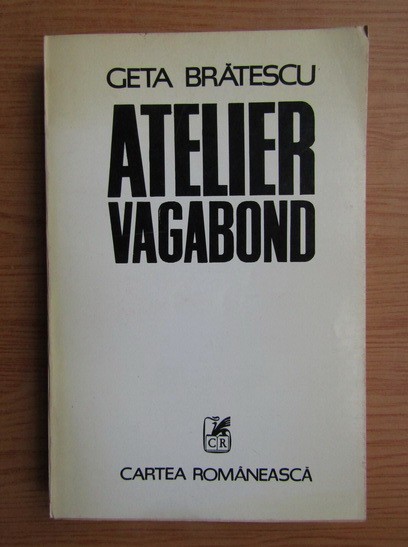 GETA BRĂTESCU
ATELIER
VAGABOND
CR
CARTEA ROMÂNEASCĂ